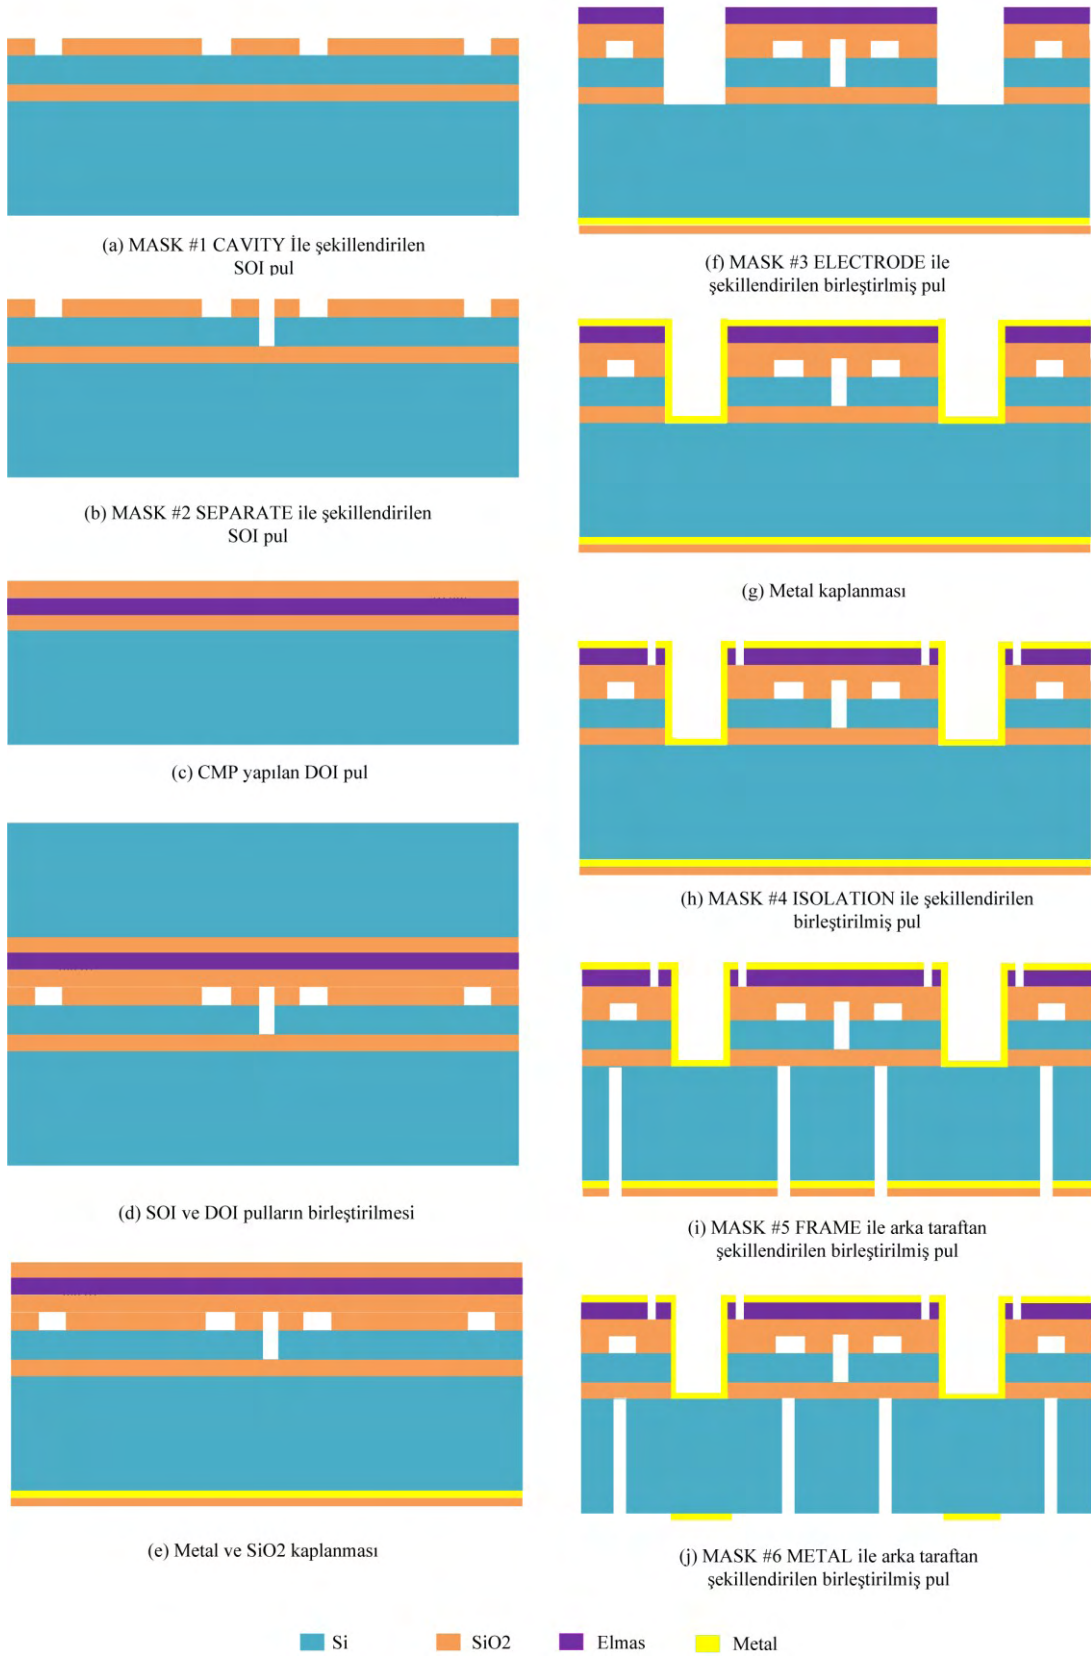 (a) MASK #1 CAVITY İle şekillendirilen
SOI pul
(b) MASK #2 SEPARATE ile şekillendirilen
SOI pul
(c) CMP yapılan DOI pul
(d) SOI ve DOI pulların birleştirilmesi
(e) Metal ve SiO2 kaplanması
(f) MASK #3 ELECTRODE ile
şekillendirilen birleştirlmiş pul
(g) Metal kaplanması
(h) MASK #4 ISOLATION ile şekillendirilen
birleştirilmiş pul
(i) MASK #5 FRAME ile arka taraftan
şekillendirilen birleştirilmiş pul
(j) MASK #6 METAL ile arka taraftan
şekillendirilen birleştirilmiş pul
Si SiO2 Elmas Metal